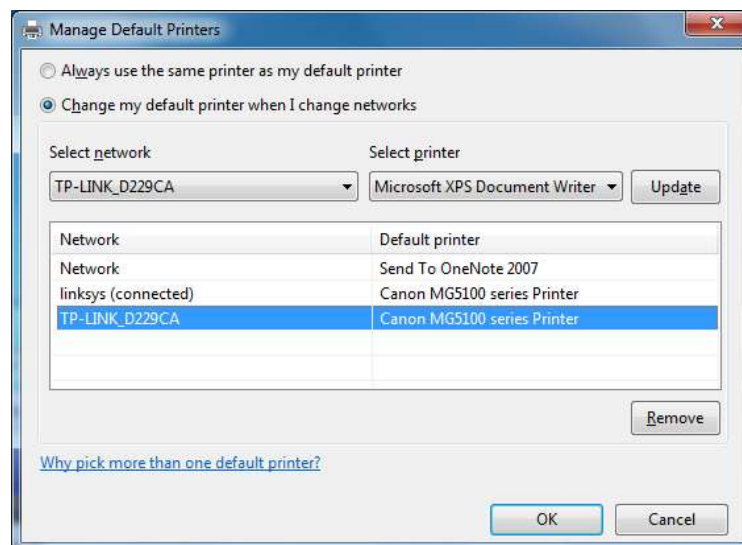 Manage Default Printers
X
Always use the same printer as my default printer
Change my default printer when I change networks
Select network Select printer
TP-LINK_D229CA Microsoft XPS Document Writer Update
Network Default printer
Network Send To OneNote 2007
linksys (connected) Canon MG5100 series Printer
TP-LINK_D229CA Canon MG5100 series Printer
Remove
Why pick more than one default printer?
OK Cancel